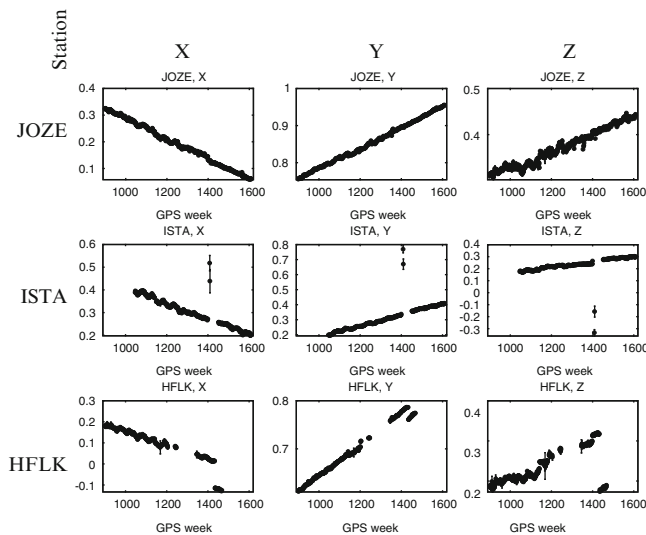 Station
X Y Z
JOZE, X JOZE, Y JOZE, Z
JOZE
0.4 0.3 0.2 0.1
1 0.9 0.8
0.5 0.4
1000 1200 1400 1600 1000 1200 1400 1600 1000 1200 1400 1600
GPS week GPS week GPS week
ISTA, X ISTA, Y ISTA, Z
ISTA
0.6 0.5 0.4 0.3 0.2
0.8 0.7 0.6 0.5 0.4 0.3 0.2
0.4 0.3 0.2 0.1 0 -0.1 -0.2 -0.3
1000 1200 1400 1600 1000 1200 1400 1600 1000 1200 1400 1600
HFLK, X HFLK, Y HFLK, Z
HFLK
0.3 0.2 0.1 0 -0.1
0.8 0.7
0.4 0.3 0.2
1000 1200 1400 1600 1000 1200 1400 1600 1000 1200 1400 1600
GPS week GPS week GPS week